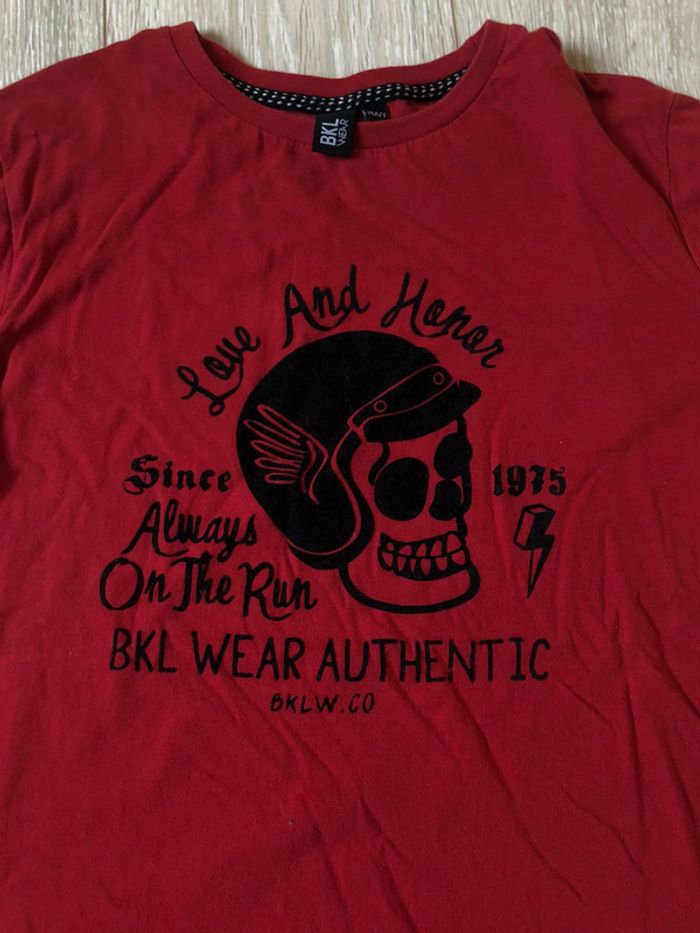 BKL
WEAR
Love And Honor
Since
1975
Always
On The Run
BKL WEAR AUTHENTIC
BKLW.CO